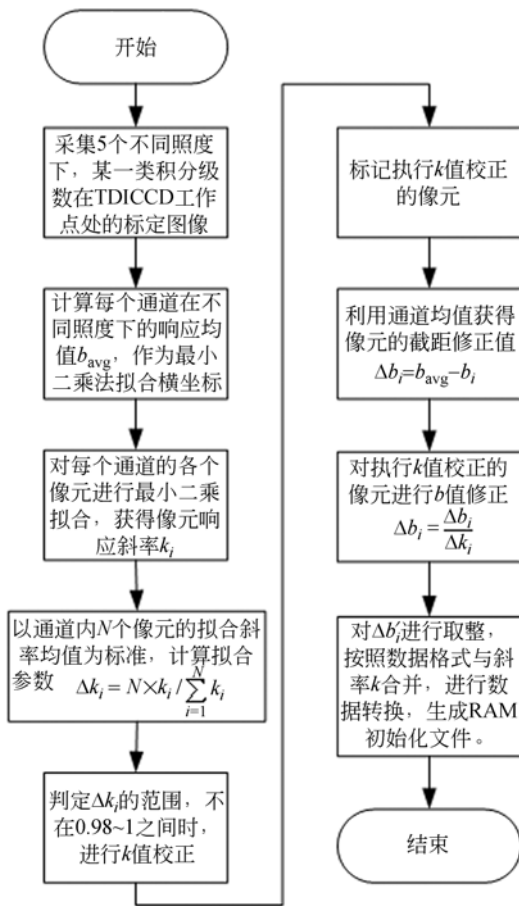 开始
采集5个不同照度
下，某一类积分级
数在TDICCD工作
点处的标定图像
计算每个通道在不
同照度下的响应均
值b_avg，作为最小
二乘法拟合横坐标
对每个通道的各个
像元进行最小二乘
拟合，获得像元响
应斜率k_i
以通道内N个像元的拟合斜
率均值为标准，计算拟合
参数 Δk_i = N×k_i / ∑_{i=1}^{N} k_i
判定Δk_i的范围，不
在0.98~1之间时，
进行k值校正
标记执行k值校正
的像元
利用通道均值获得
像元的截距修正值
Δb_i=b_avg−b_i
对执行k值校正的
像元进行b值修正
Δb_i = Δb_i / Δk_i
对Δb_i′进行取整，
按照数据格式与斜
率k合并，进行数
据转换，生成RAM
初始化文件。
结束